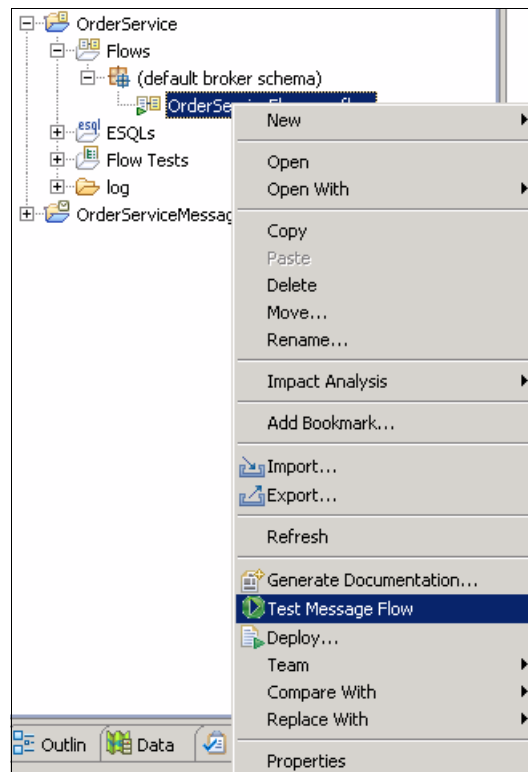 OrderService
Flows
(default broker schema)
ESQLs
esql
Flow Tests
log
New
Open
Open With
Copy
Paste
Delete
Move...
Rename...
Impact Analysis
Add Bookmark...
Import...
Export...
Refresh
Generate Documentation...
Test Message Flow
Deploy...
Team
Compare With
Replace With
Properties
Outlin
Data